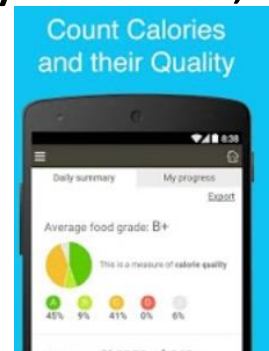 Count Calories
and their Quality
8:38
Daily summary
My progress
Export
Average food grade: B+
This is a measure of calorie quality
A
B
C
D
45%
9%
41%
0%
6%